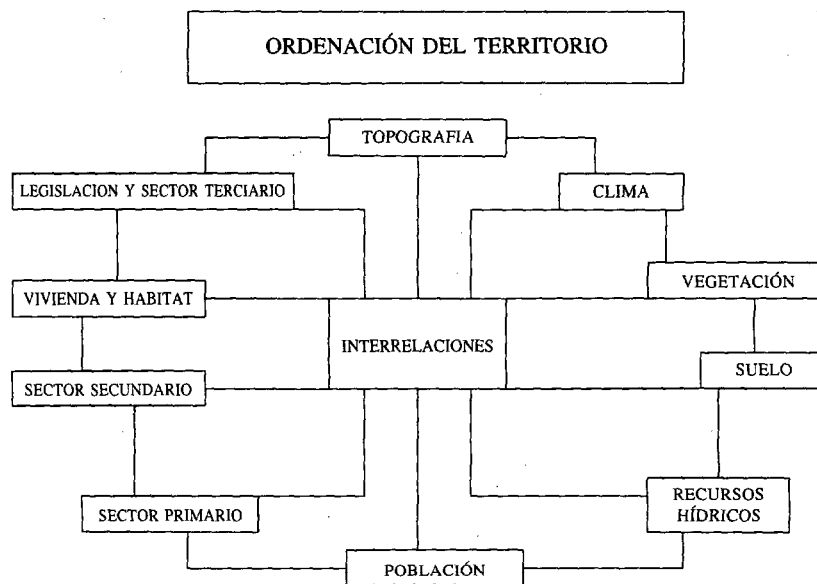 ORDENACIÓN DEL TERRITORIO
TOPOGRAFIA
LEGISLACION Y SECTOR TERCIARIO
CLIMA
VEGETACIÓN
VIVIENDA Y HABITAT
INTERRELACIONES
SUELO
SECTOR SECUNDARIO
RECURSOS
HÍDRICOS
SECTOR PRIMARIO
POBLACIÓN